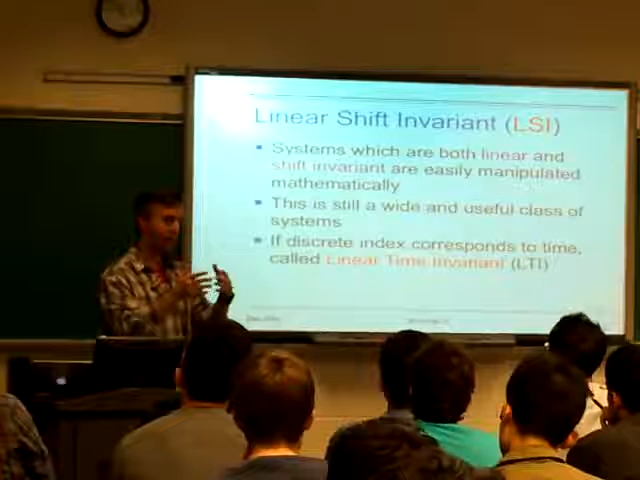 Linear Shift Invariant (LSI)
▪ Systems which are both linear and
shift invariant are easily manipulated
mathematically
▪ This is still a wide and useful class of
systems
▪ If discrete index corresponds to time,
called Linear Time Invariant (LTI)